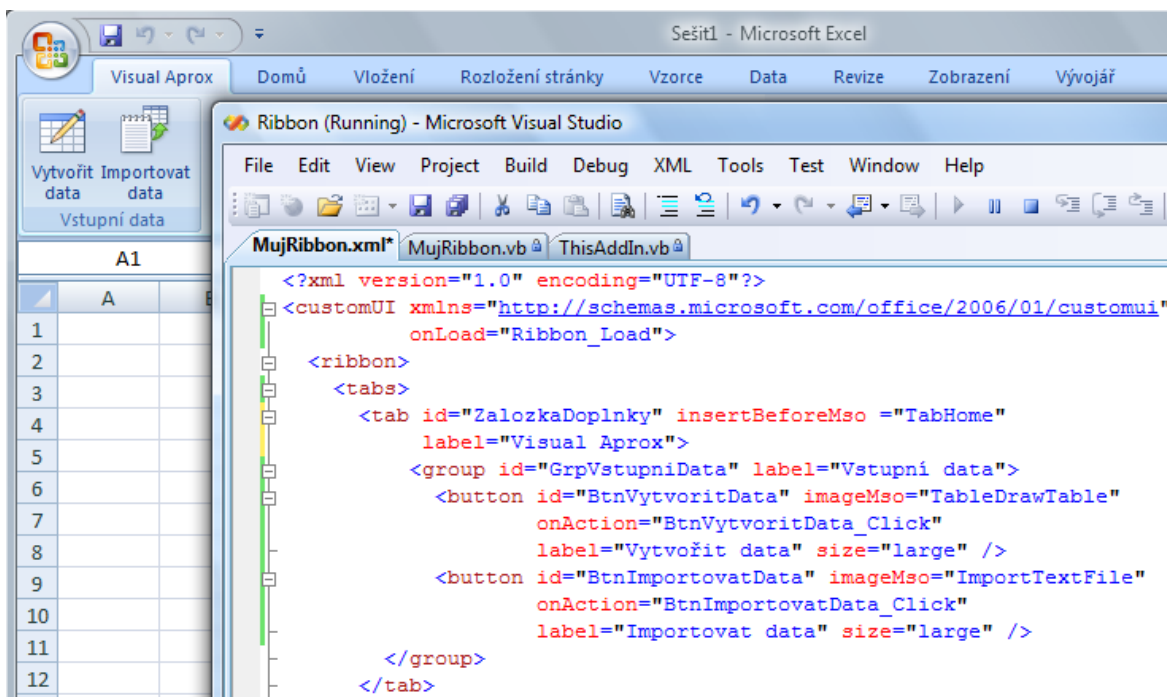 Sešit1 - Microsoft Excel
Visual Aprox Domů Vložení Rozložení stránky Vzorce Data Revize Zobrazení Vývojář
Vytvořit data
Importovat data
Vstupní data
A1
A
1
2
3
4
5
6
7
8
9
10
11
12
Ribbon (Running) - Microsoft Visual Studio
File Edit View Project Build Debug XML Tools Test Window Help
MujRibbon.xml* MujRibbon.vb ThisAddIn.vb
<?xml version="1.0" encoding="UTF-8"?>
<customUI xmlns="http://schemas.microsoft.com/office/2006/01/customui"
onLoad="Ribbon_Load">
<ribbon>
<tabs>
<tab id="ZalozkaDoplnky" insertBeforeMso ="TabHome"
label="Visual Aprox">
<group id="GrpVstupniData" label="Vstupní data">
<button id="BtnVytvoritData" imageMso="TableDrawTable"
onAction="BtnVytvoritData_Click"
label="Vytvořit data" size="large" />
<button id="BtnImportovatData" imageMso="ImportTextFile"
onAction="BtnImportovatData_Click"
label="Importovat data" size="large" />
</group>
</tab>